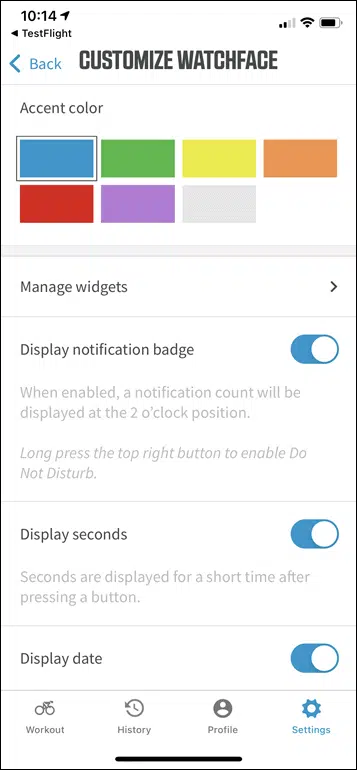 10:14
TestFlight
Back
CUSTOMIZE WATCHFACE
Accent color
Manage widgets
Display notification badge
When enabled, a notification count will be
displayed at the 2 o'clock position.
Long press the top right button to enable Do
Not Disturb.
Display seconds
Seconds are displayed for a short time after
pressing a button.
Display date
Workout
History
Profile
Settings